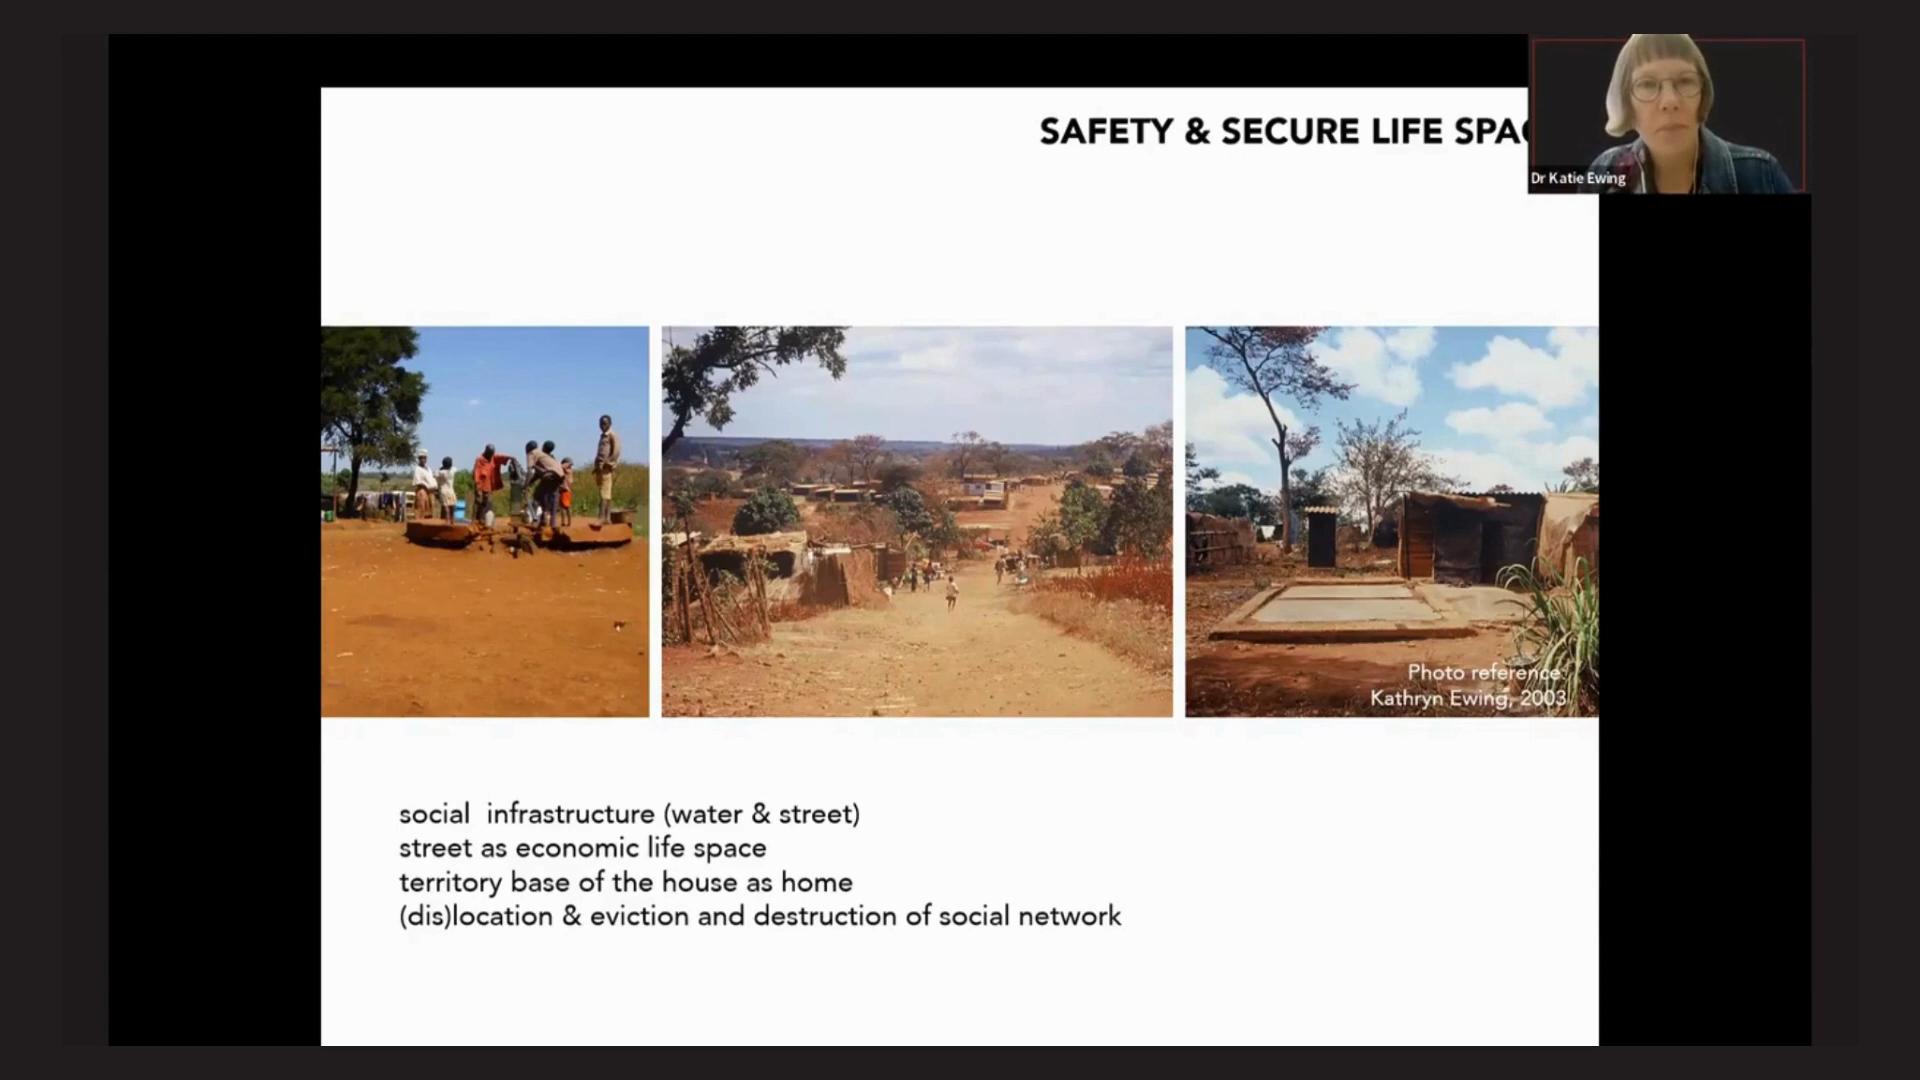 SAFETY & SECURE LIFE
Dr Katie Ewing
Photo reference:
Kathryn Ewing, 2003
social infrastructure (water & street)
street as economic life space
territory base of the house as home
(dis)location & eviction and destruction of social network